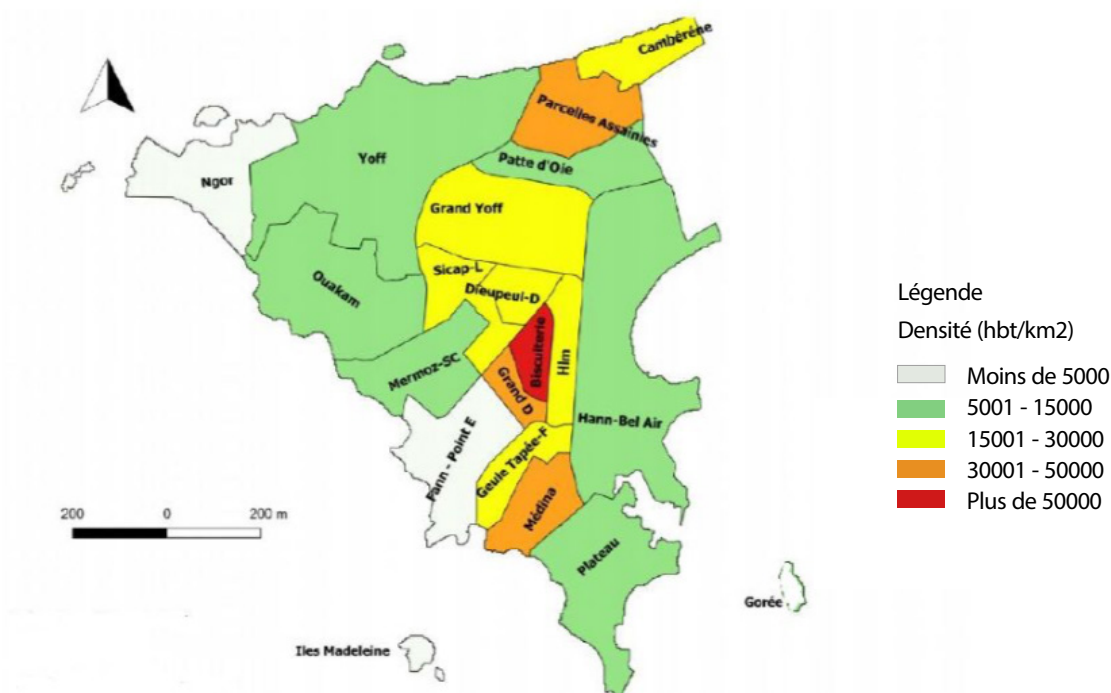 Cambéréne
Parcelles Assainies
Yoff
Patte d'Oie
Ngor
Grand Yoff
Sicap-L
Ouakam
Dieupeul-D
Légende
Densité (hbt/km2)
Biscuiterie
Hlm
Mermoz-SC
Grand D
Moins de 5000
5001 - 15000
15001 - 30000
30001 - 50000
Plus de 50000
Hann-Bel Air
Fann - Point E
Geule Tapée-F
Médina
200 0 200 m
Plateau
Gorée
Iles Madeleine